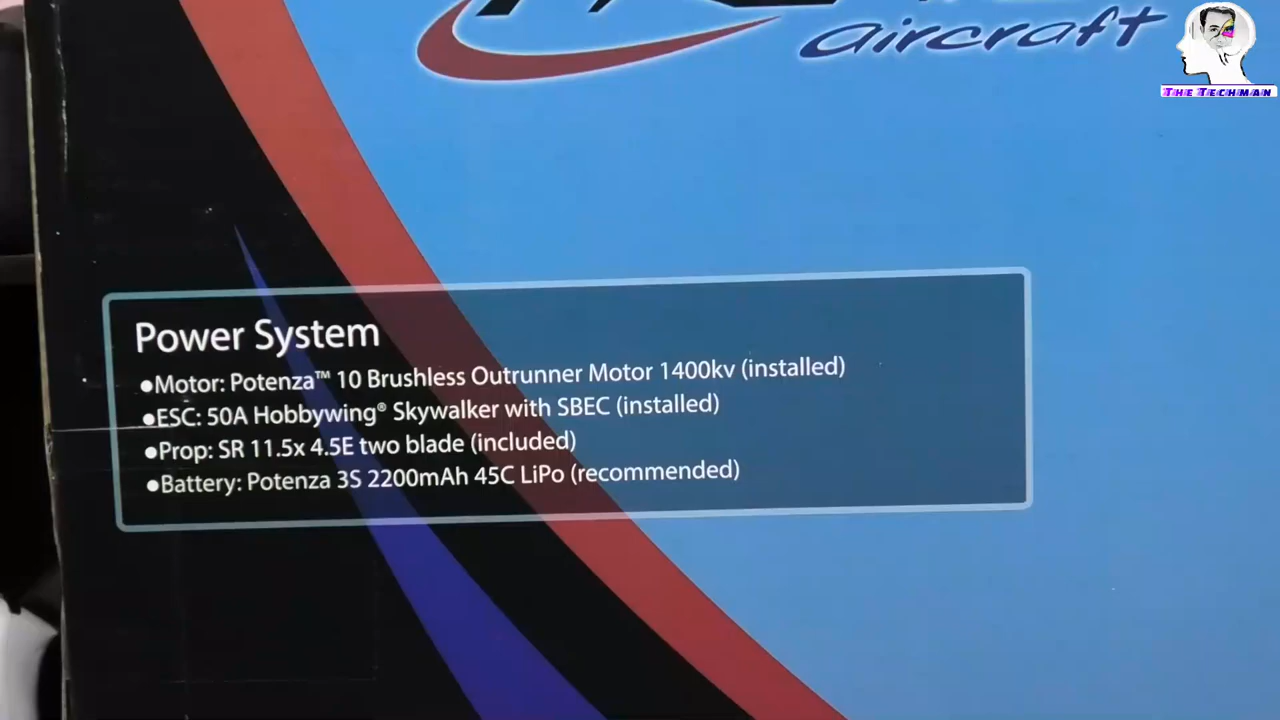 aircraft
THE TECHMAN
Power System
●Motor: Potenza™ 10 Brushless Outrunner Motor 1400kv (installed)
●ESC: 50A Hobbywing® Skywalker with SBEC (installed)
●Prop: SR 11.5x 4.5E two blade (included)
●Battery: Potenza 3S 2200mAh 45C LiPo (recommended)